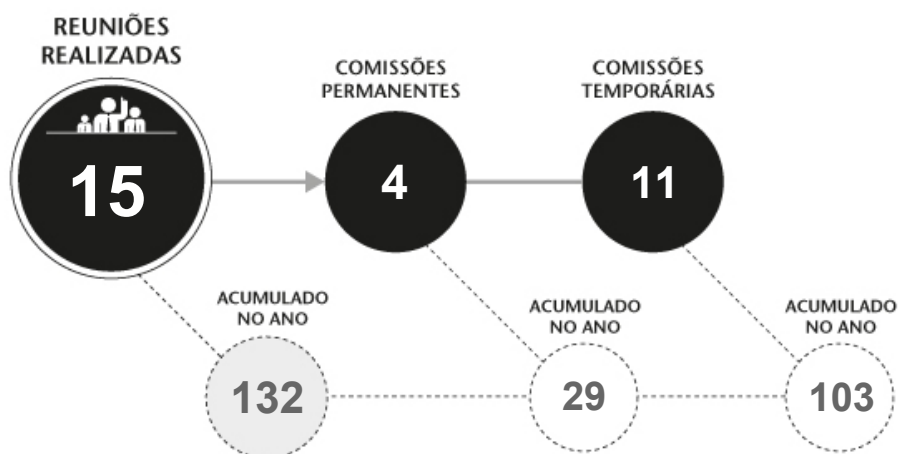 REUNIÕES
REALIZADAS
15
COMISSÕES
PERMANENTES
4
COMISSÕES
TEMPORÁRIAS
11
ACUMULADO
NO ANO
132
ACUMULADO
NO ANO
29
ACUMULADO
NO ANO
103